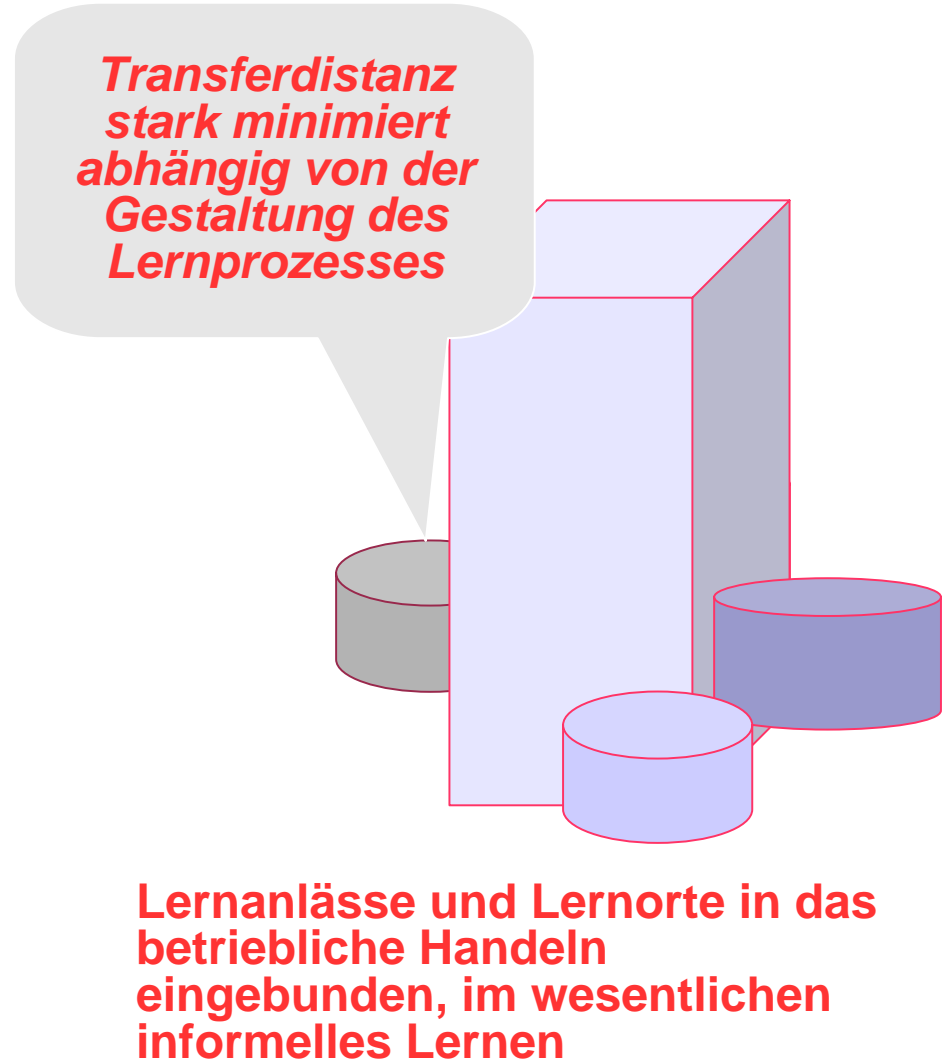 Transferdistanz
stark minimiert
abhängig von der
Gestaltung des
Lernprozesses
Lernanlässe und Lernorte in das
betriebliche Handeln
eingebunden, im wesentlichen
informelles Lernen